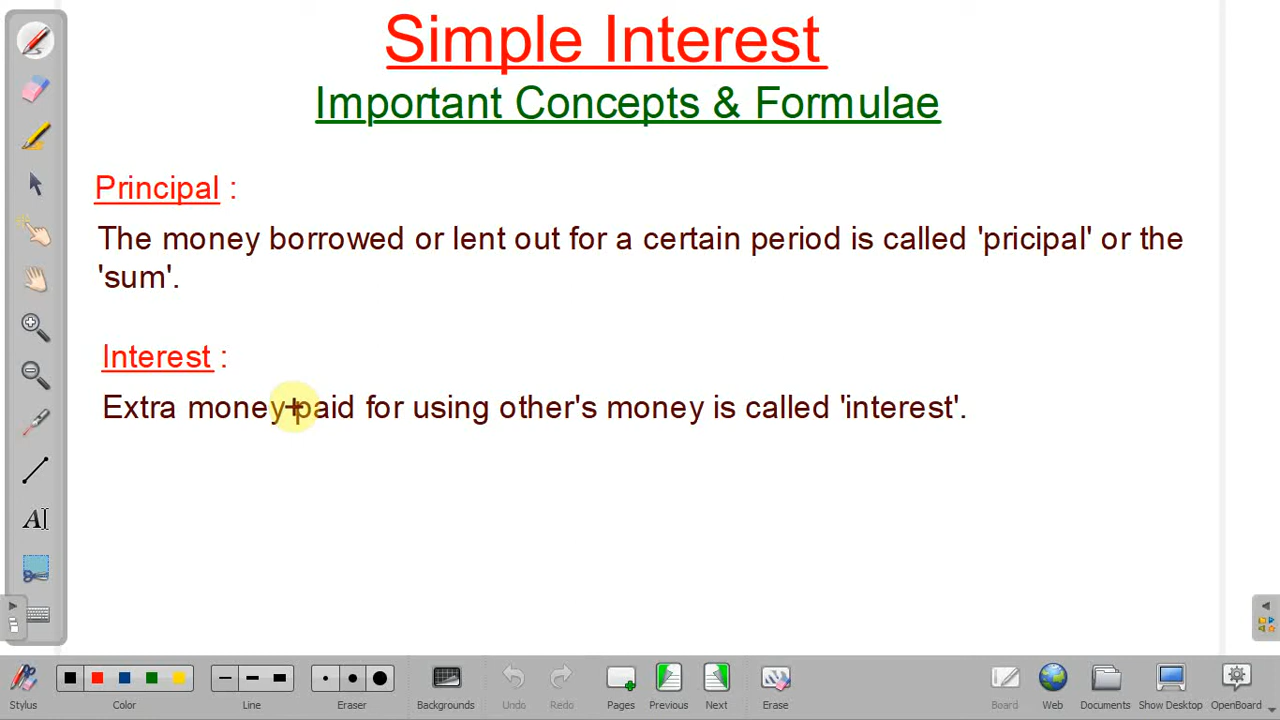 Simple Interest
Important Concepts & Formulae
Principal :
The money borrowed or lent out for a certain period is called 'pricipal' or the
'sum'.
Interest :
Extra money paid for using other's money is called 'interest'.
Stylus
Color
Line
Eraser
Backgrounds
Undo
Redo
Pages
Previous
Next
Erase
Board
Web
Documents
Show Desktop
OpenBoard